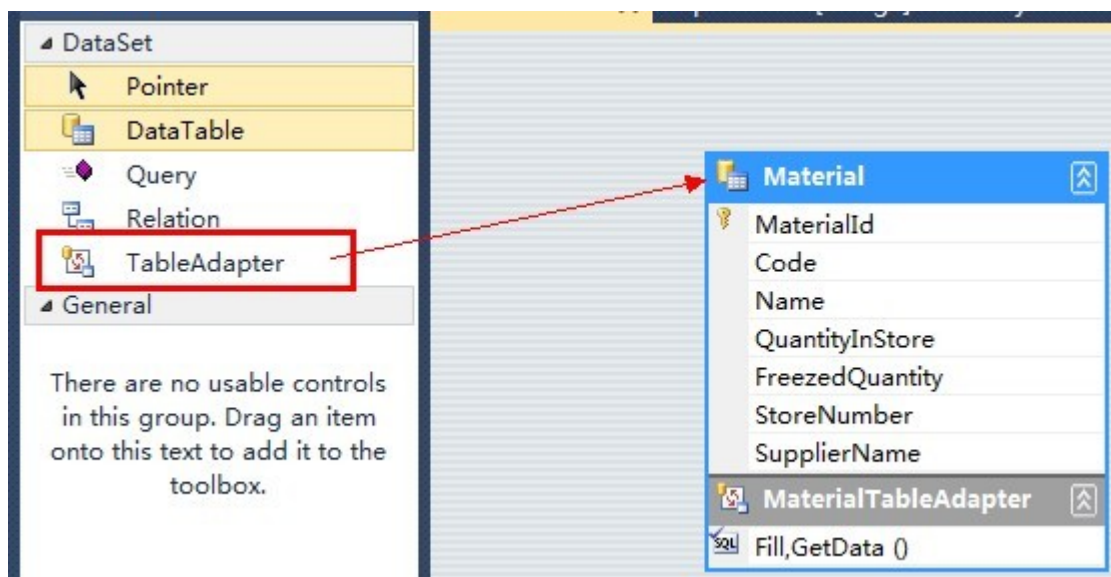 DataSet
Pointer
DataTable
Query
Relation
TableAdapter
General
There are no usable controls
in this group. Drag an item
onto this text to add it to the
toolbox.
Material
MaterialId
Code
Name
QuantityInStore
FreezedQuantity
StoreNumber
SupplierName
MaterialTableAdapter
SQL
Fill,GetData ()